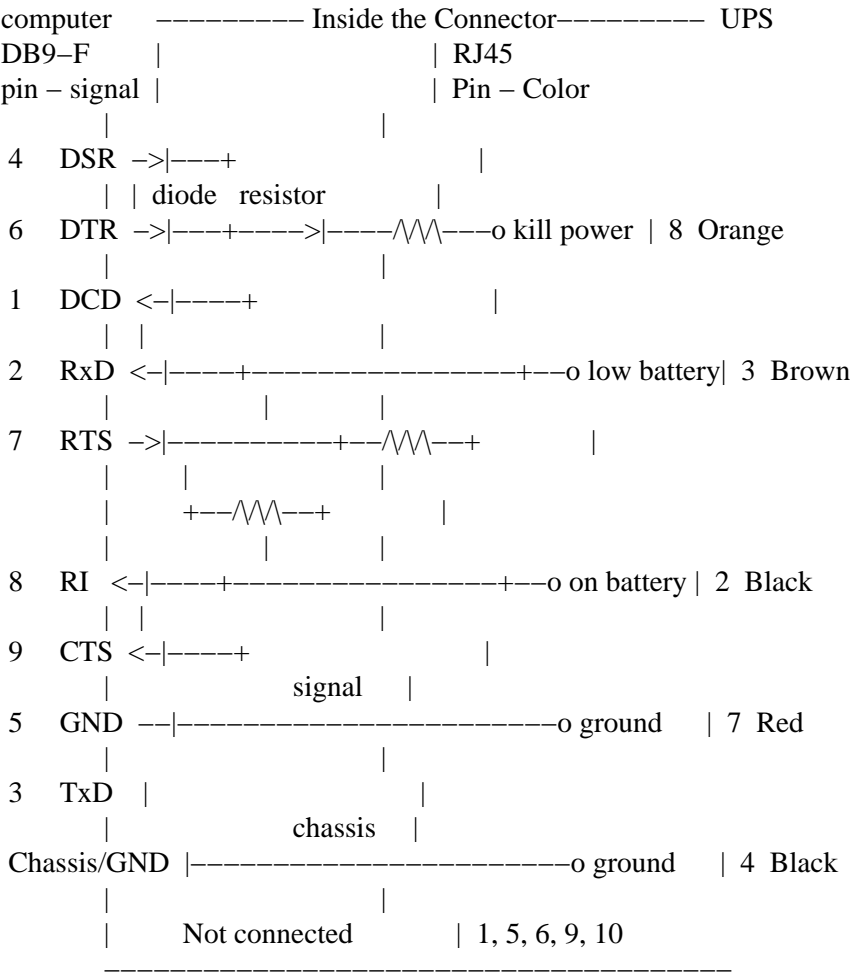 computer −−−−−−−−− Inside the Connector−−−−−−−−− UPS
DB9−F | | RJ45
pin − signal | | Pin − Color
| |
4 DSR −>|−−−+ |
| | diode resistor |
6 DTR −>|−−−+−−−−>|−−−−/\/\/\−−−o kill power | 8 Orange
| |
1 DCD <−|−−−−+ |
| | |
2 RxD <−|−−−−+−−−−−−−−−−−−−−−−+−−o low battery| 3 Brown
| | |
7 RTS −>|−−−−−−−−−−+−−/\/\/\−−+ |
| | |
| +−−/\/\/\−−+ |
| | |
8 RI <−|−−−−+−−−−−−−−−−−−−−−−+−−o on battery | 2 Black
| | |
9 CTS <−|−−−−+ |
| signal |
5 GND −−|−−−−−−−−−−−−−−−−−−−−−−−o ground | 7 Red
| |
3 TxD | |
| chassis |
Chassis/GND |−−−−−−−−−−−−−−−−−−−−−−−o ground | 4 Black
| |
| Not connected | 1, 5, 6, 9, 10
−−−−−−−−−−−−−−−−−−−−−−−−−−−−−−−−−−−−−−